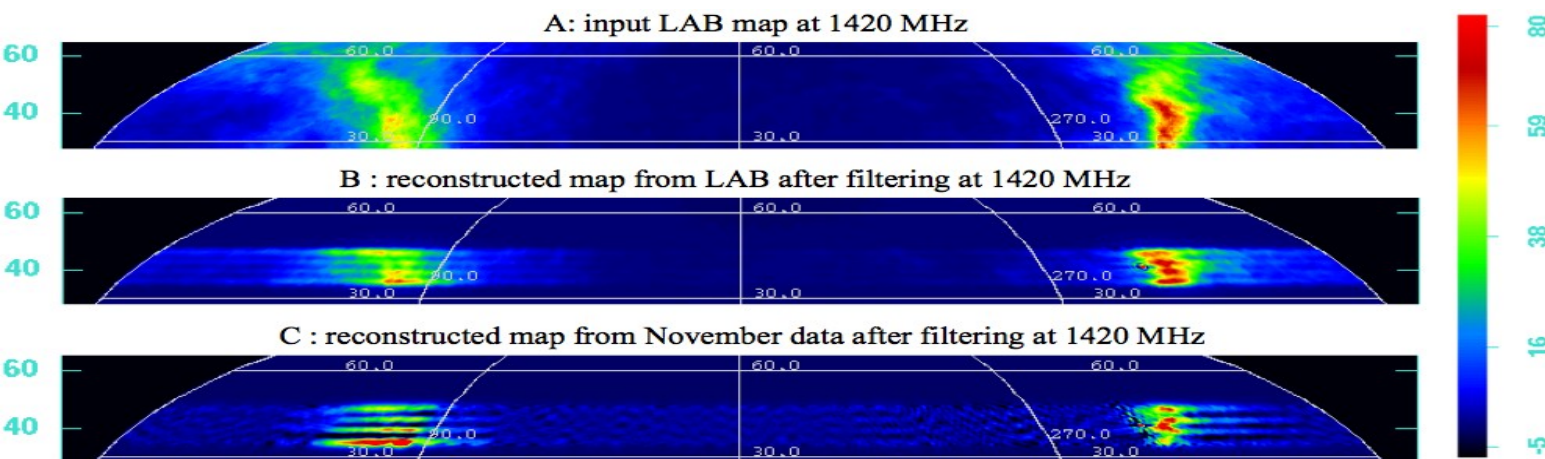 A: input LAB map at 1420 MHz
60
60.0 60.0 60.0
40
90.0 270.0
30.0 30.0 30.0
B : reconstructed map from LAB after filtering at 1420 MHz
60
60.0 60.0 60.0
40
90.0 270.0
30.0 30.0 30.0
C : reconstructed map from November data after filtering at 1420 MHz
60
60.0 60.0 60.0
40
90.0 270.0
30.0 30.0 30.0
80
59
38
16
-5